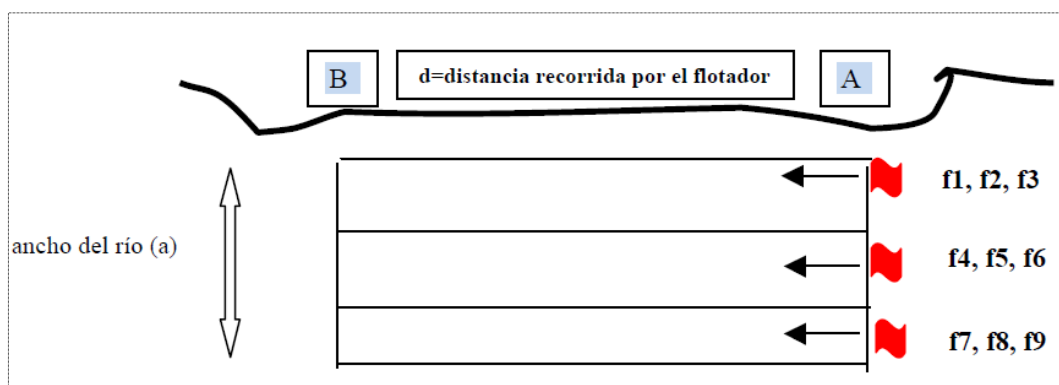 B
d=distancia recorrida por el flotador
A
f1, f2, f3
ancho del río (a)
f4, f5, f6
f7, f8, f9